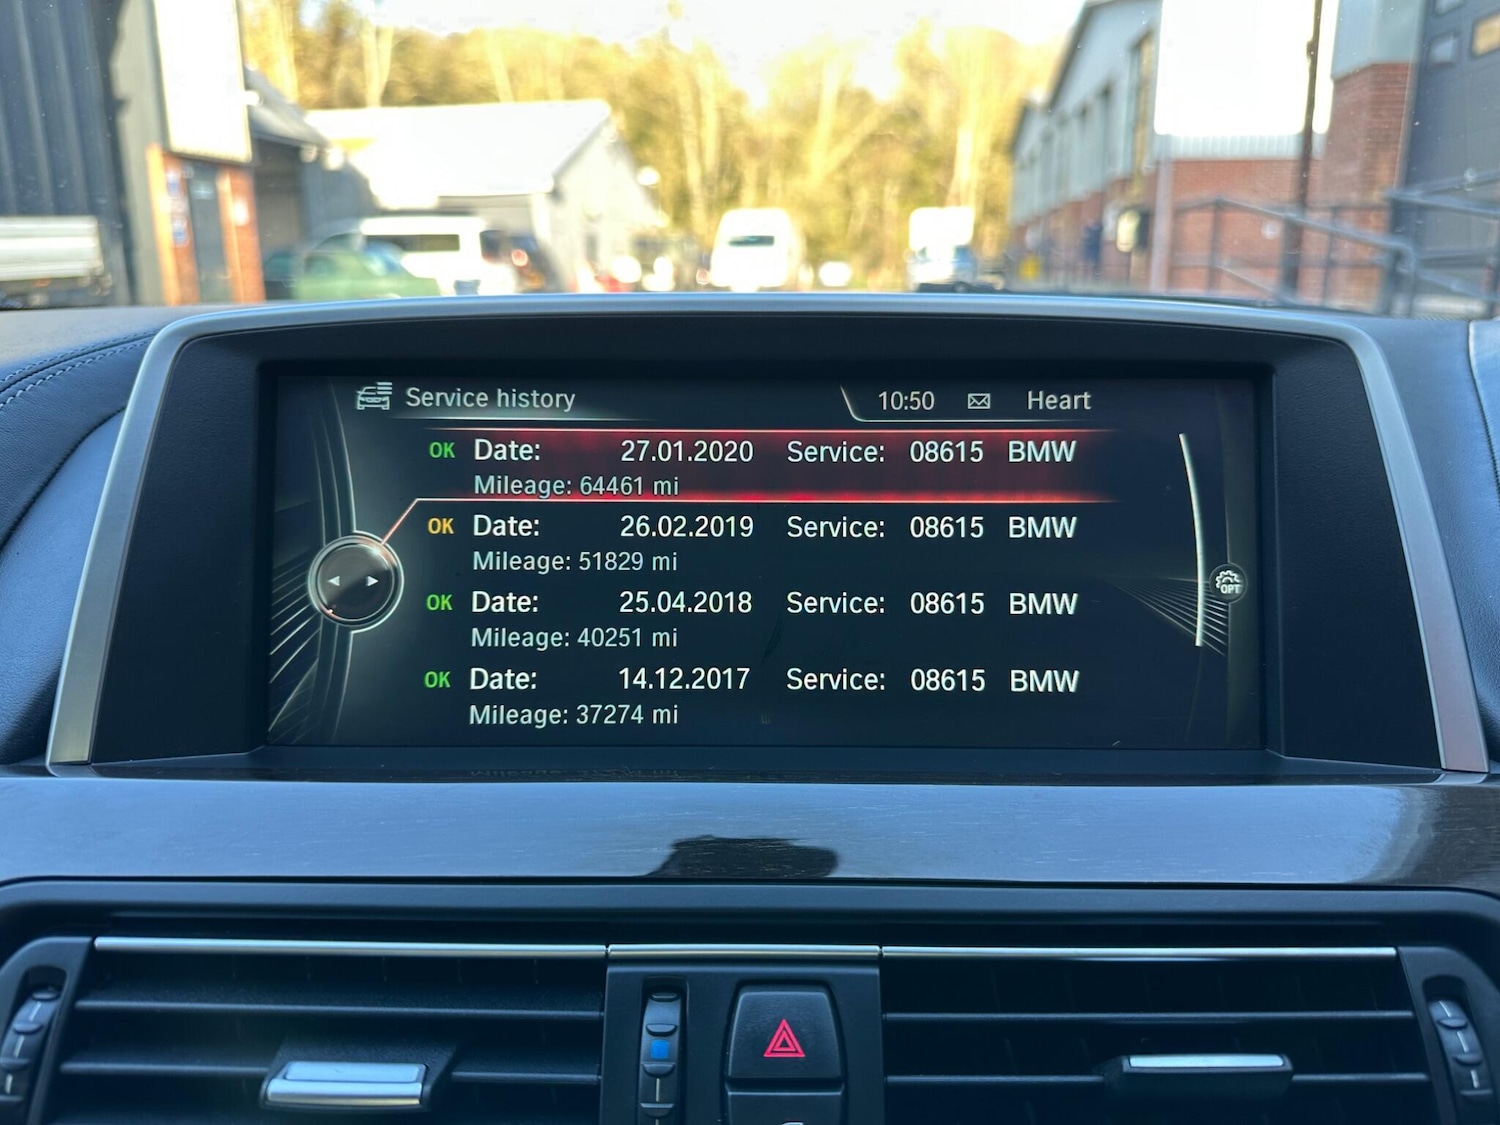 Service history 10:50 Heart
OK Date: 27.01.2020 Service: 08615 BMW
Mileage: 64461 mi
OK Date: 26.02.2019 Service: 08615 BMW
Mileage: 51829 mi
OK Date: 25.04.2018 Service: 08615 BMW
Mileage: 40251 mi
OPT
OK Date: 14.12.2017 Service: 08615 BMW
Mileage: 37274 mi